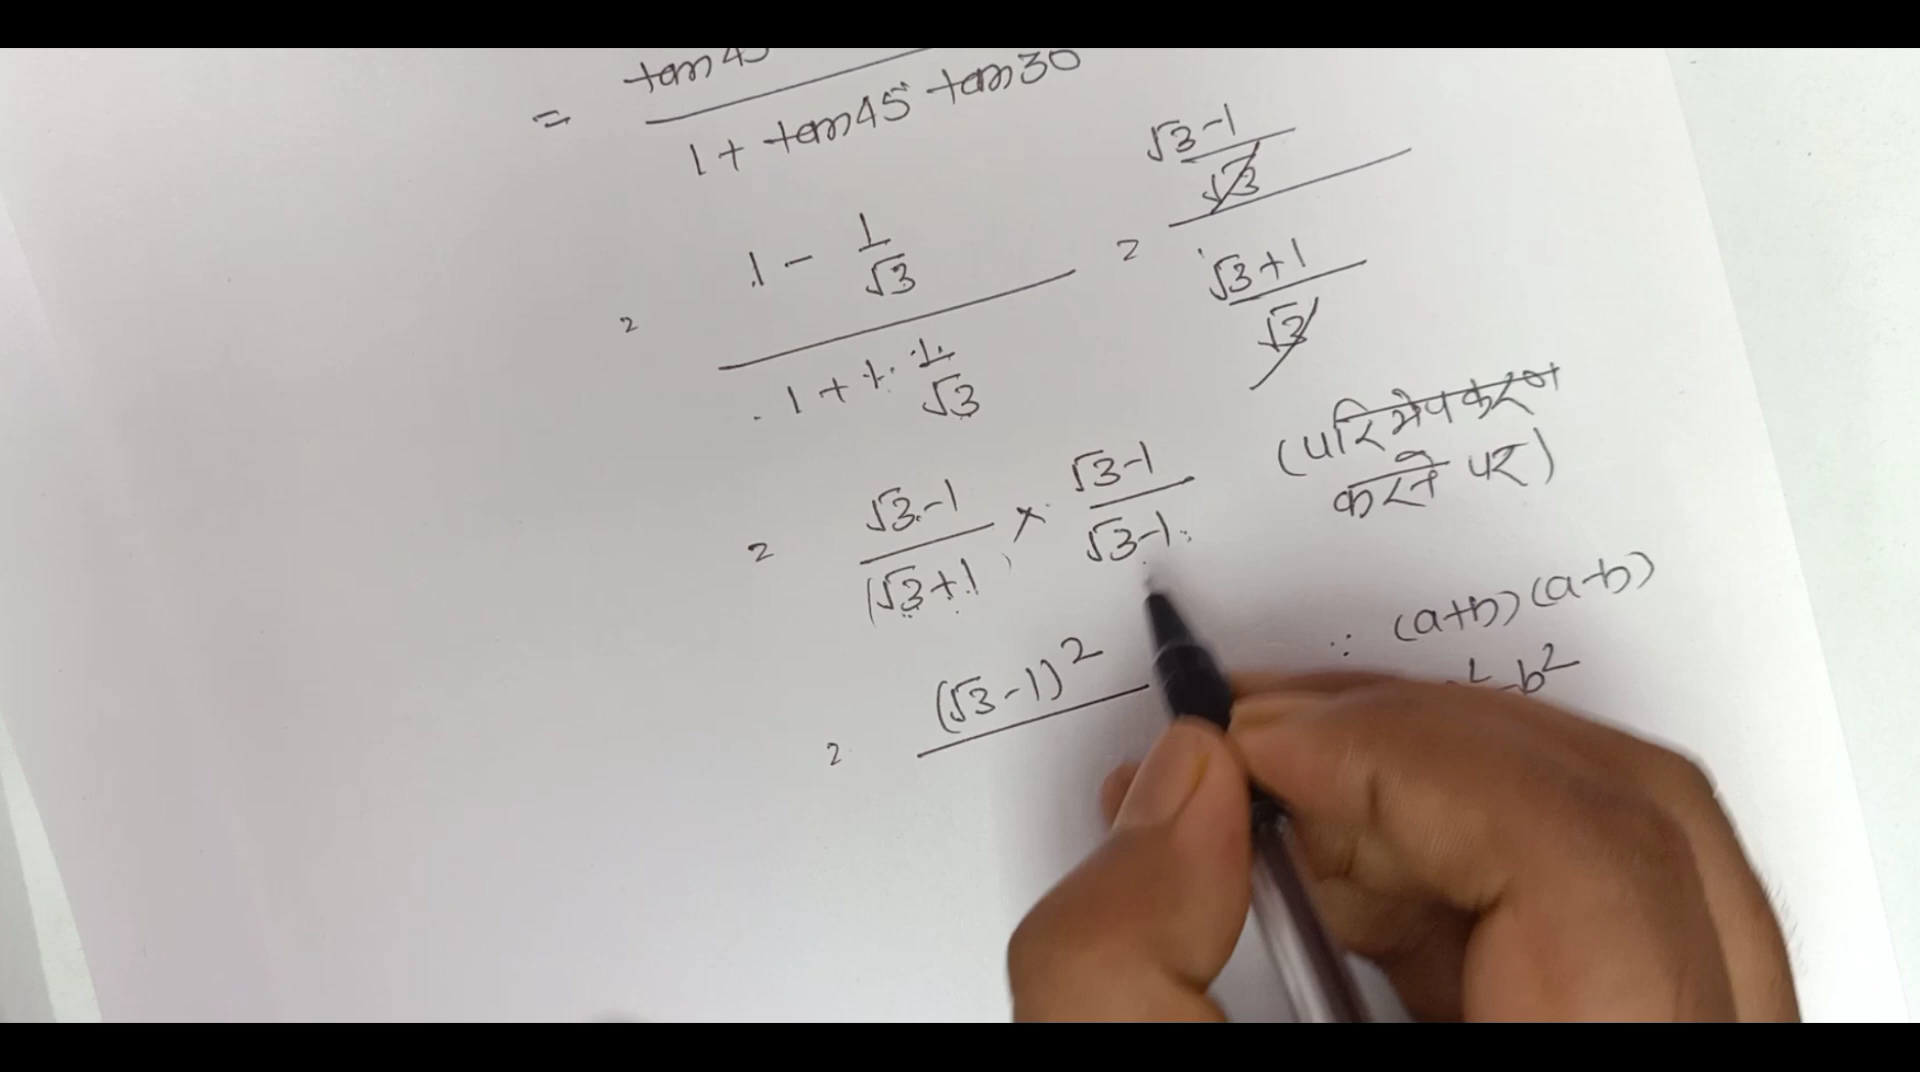 = tan45
1 + tan45° tan30
= 1 - 1/√3
1 + 1 · 1/√3
= √3-1/√3
√3+1/√3
= √3-1/(√3+1 × √3-1/√3-1
(परिमेयकरण
करने पर)
= (√3-1)²
∵ (a+b)(a-b)
-b²